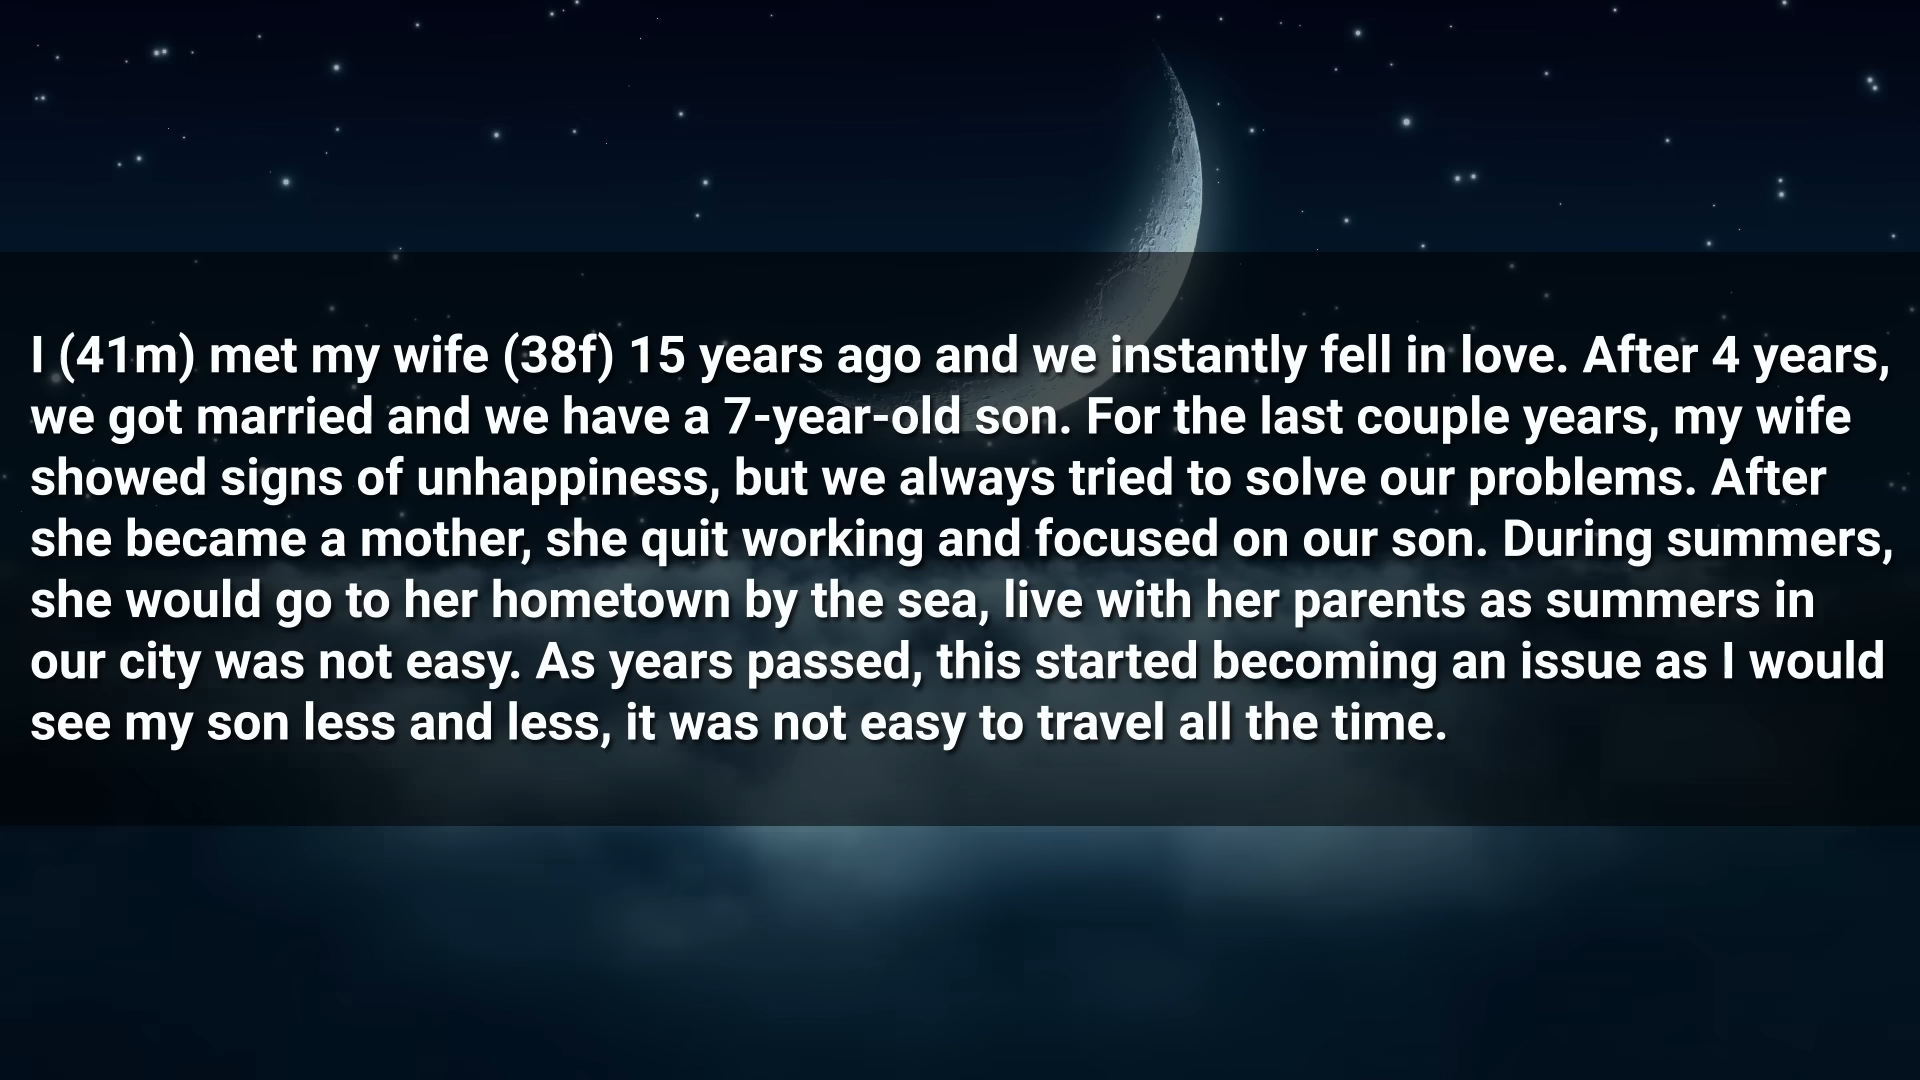 I (41m) met my wife (38f) 15 years ago and we instantly fell in love. After 4 years,
we got married and we have a 7-year-old son. For the last couple years, my wife
showed signs of unhappiness, but we always tried to solve our problems. After
she became a mother, she quit working and focused on our son. During summers,
she would go to her hometown by the sea, live with her parents as summers in
our city was not easy. As years passed, this started becoming an issue as I would
see my son less and less, it was not easy to travel all the time.